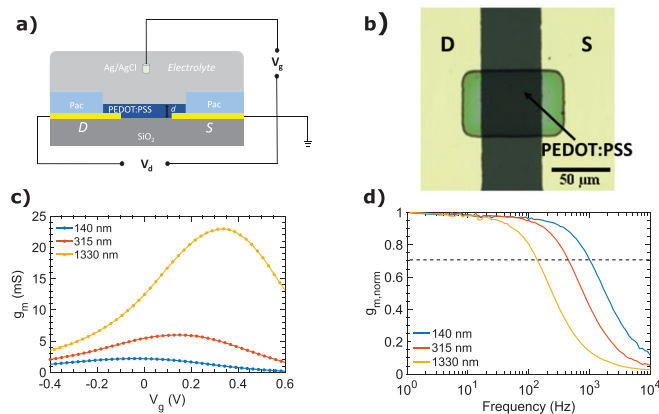 a)
Ag/AgCl
Electrolyte
V_g
Pac
PEDOT:PSS
d
Pac
D
S
SiO₂
V_d
b)
D
S
PEDOT:PSS
50 µm
c)
25
20
15
10
5
0
g_m (mS)
140 nm
315 nm
1330 nm
-0.4
-0.2
0
0.2
0.4
0.6
V_g (V)
d)
1
0.8
0.6
0.4
0.2
0
g_m,norm
140 nm
315 nm
1330 nm
10⁰
10¹
10²
10³
10⁴
Frequency (Hz)